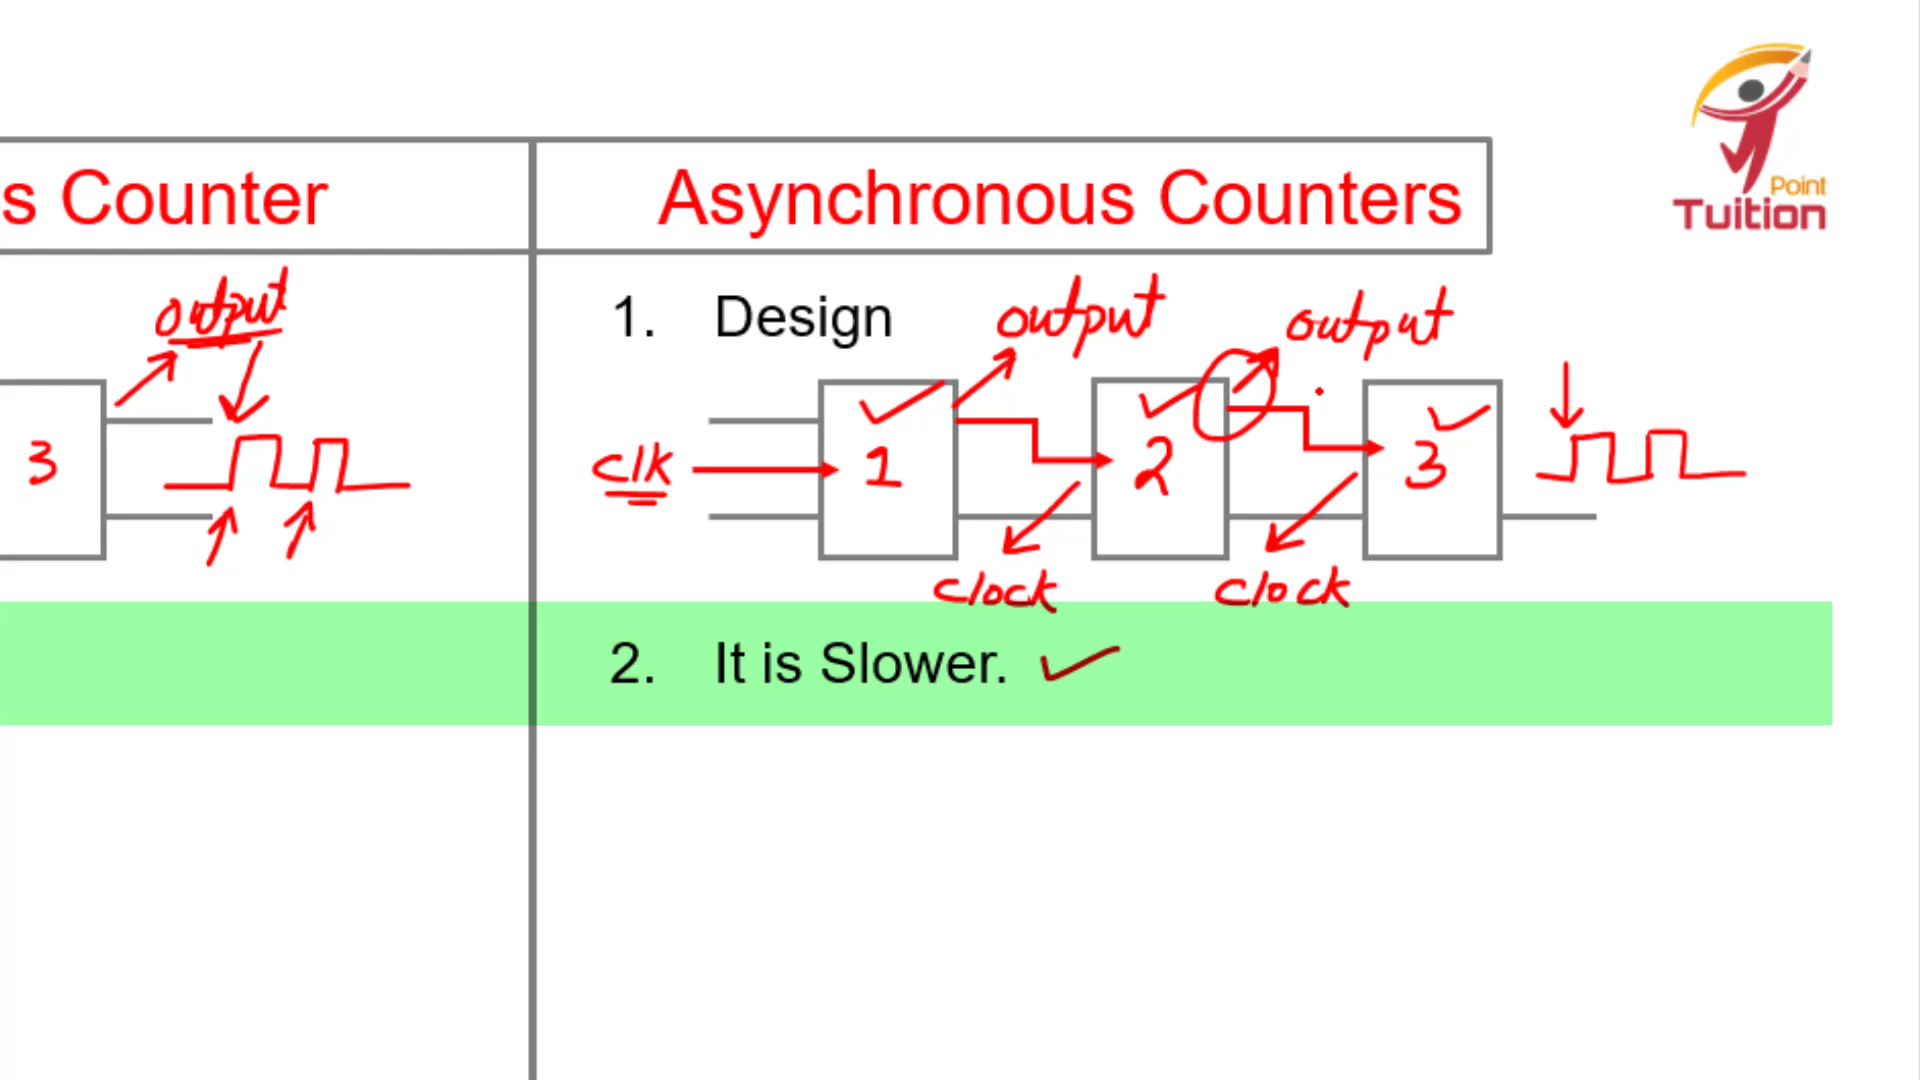 Point
Tuition
s Counter
Asynchronous Counters
output
3
1. Design
output
output
clk
1
2
3
clock
clock
2. It is Slower.